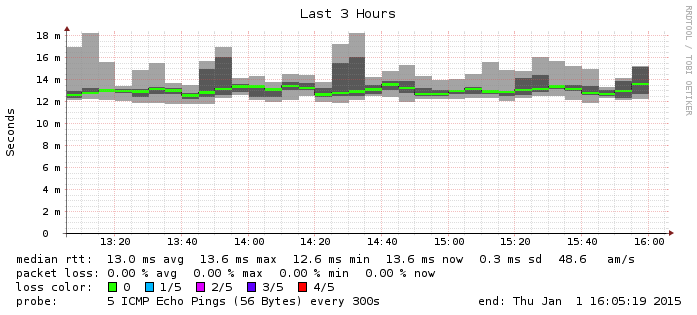 Last 3 Hours
RRDTOOL / TOBI OETIKER
Seconds
18 m
16 m
14 m
12 m
10 m
8 m
6 m
4 m
2 m
0
13:20 13:40 14:00 14:20 14:40 15:00 15:20 15:40 16:00
median rtt: 13.0 ms avg 13.6 ms max 12.6 ms min 13.6 ms now 0.3 ms sd 48.6 am/s
packet loss: 0.00 % avg 0.00 % max 0.00 % min 0.00 % now
loss color: 0 1/5 2/5 3/5 4/5
probe: 5 ICMP Echo Pings (56 Bytes) every 300s end: Thu Jan 1 16:05:19 2015